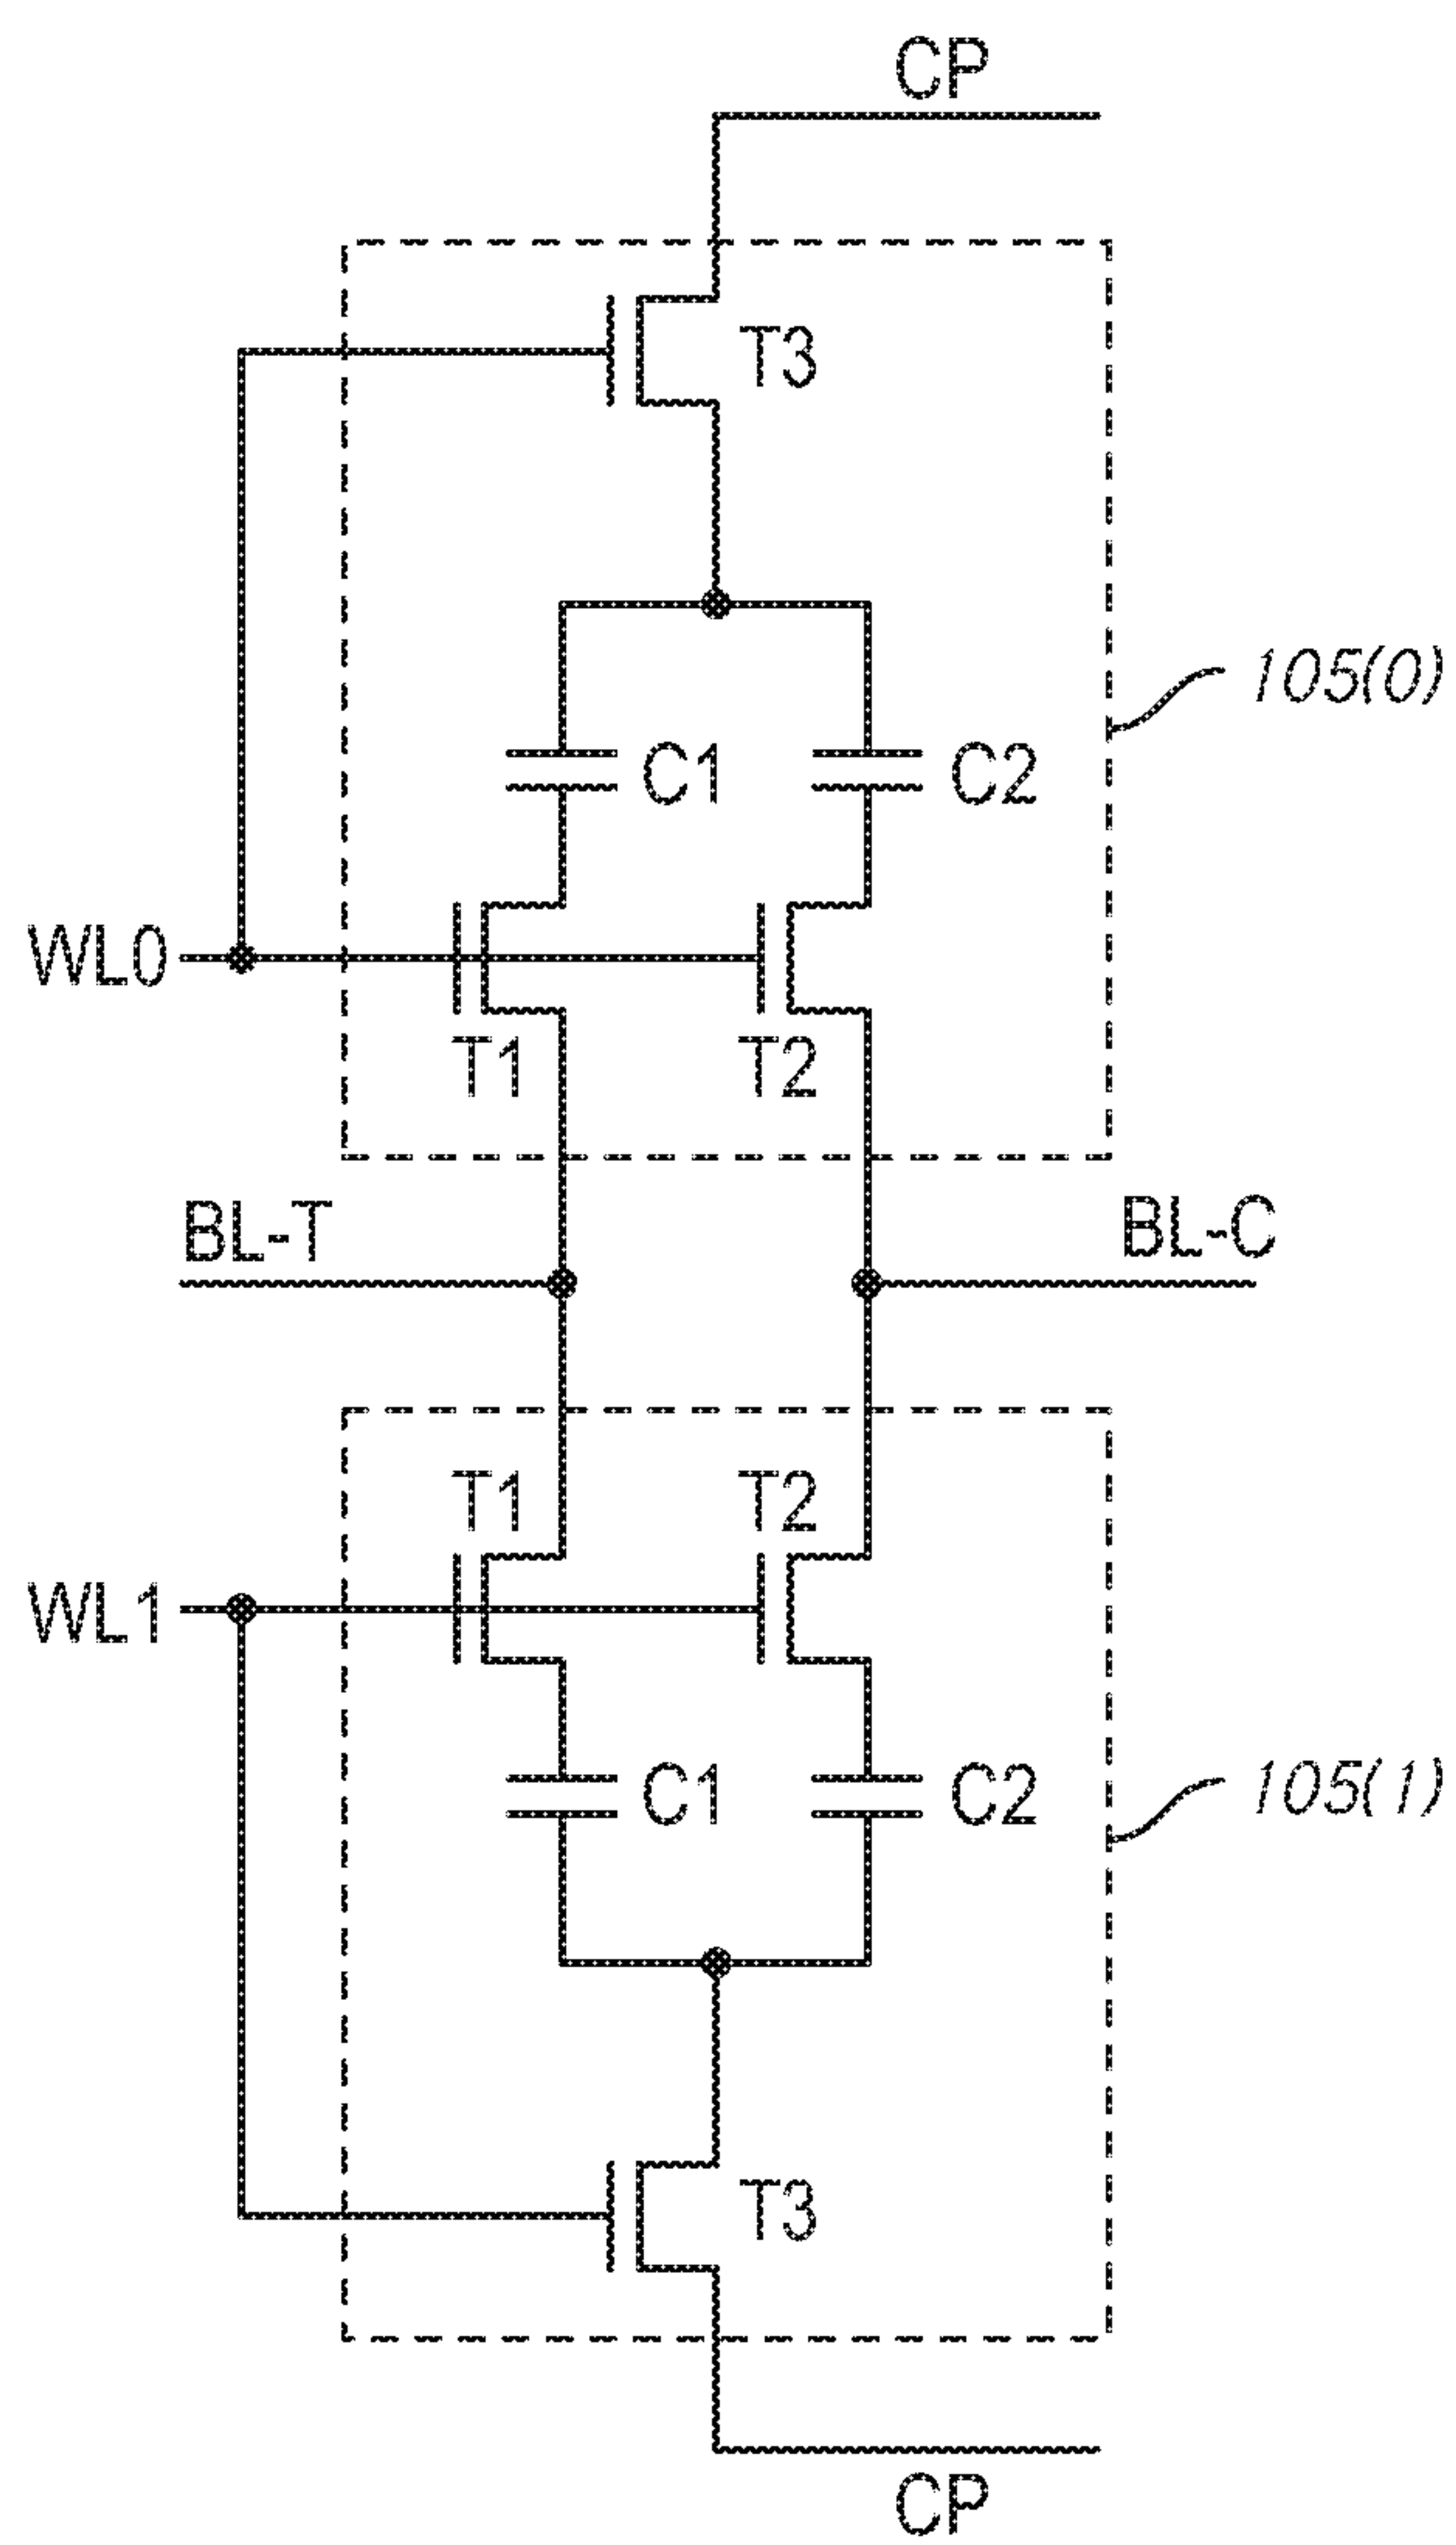 CP
T3
105(0)
C1
C2
WL0
T1
T2
BL-T
BL-C
T1
T2
WL1
C1
C2
105(1)
T3
CP